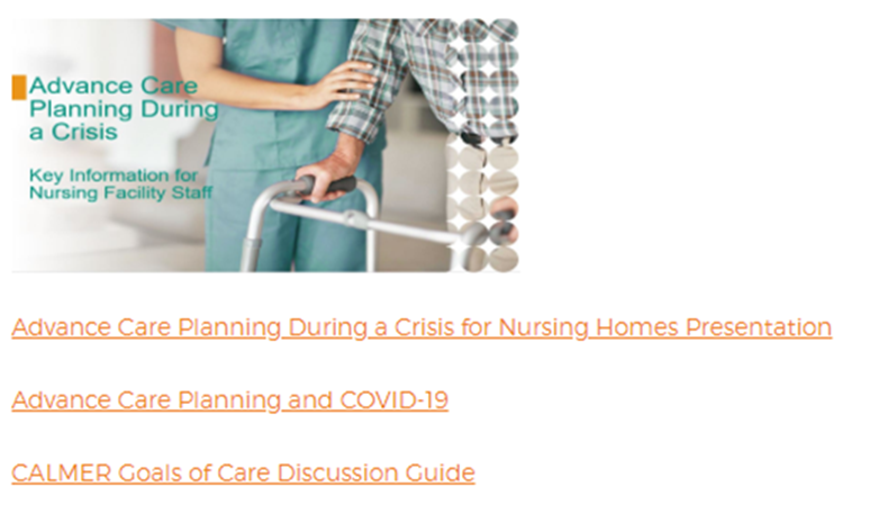 Advance Care
Planning During
a Crisis
Key Information for
Nursing Facility Staff
Advance Care Planning During a Crisis for Nursing Homes Presentation
Advance Care Planning and COVID-19
CALMER Goals of Care Discussion Guide